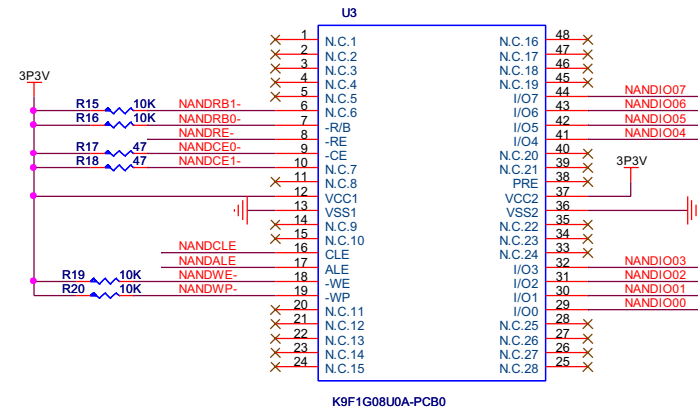 U3
1 N.C.1 N.C.16 48
2 N.C.2 N.C.17 47
3 N.C.3 N.C.18 46
4 N.C.4 N.C.19 45
3P3V
5 N.C.5 I/O7 44 NANDIO07
R15 10K NANDRB1- 6 N.C.6 I/O6 43 NANDIO06
R16 10K NANDRB0- 7 -R/B I/O5 42 NANDIO05
NANDRE- 8 -RE I/O4 41 NANDIO04
R17 47 NANDCE0- 9 -CE N.C.20 40
R18 47 NANDCE1- 10 N.C.7 N.C.21 39
3P3V
11 N.C.8 PRE 38
12 VCC1 VCC2 37
13 VSS1 VSS2 36
14 N.C.9 N.C.22 35
15 N.C.10 N.C.23 34
NANDCLE 16 CLE N.C.24 33
NANDALE 17 ALE I/O3 32 NANDIO03
R19 10K NANDWE- 18 -WE I/O2 31 NANDIO02
R20 10K NANDWP- 19 -WP I/O1 30 NANDIO01
20 N.C.11 I/O0 29 NANDIO00
21 N.C.12 N.C.25 28
22 N.C.13 N.C.26 27
23 N.C.14 N.C.27 26
24 N.C.15 N.C.28 25
K9F1G08U0A-PCB0